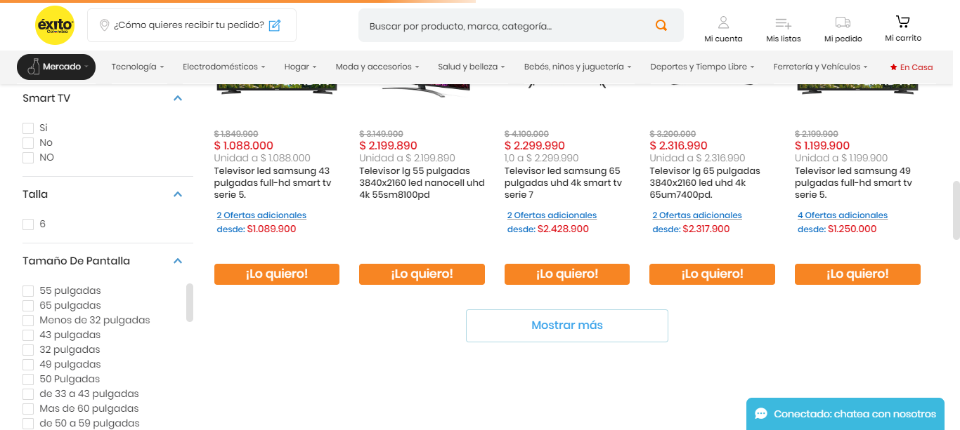 éxito
Colombia
¿Cómo quieres recibir tu pedido?
Buscar por producto, marca, categoría...
Mi cuenta
Mis listas
Mi pedido
Mi carrito
Mercado
Tecnología
Electrodomésticos
Hogar
Moda y accesorios
Salud y belleza
Bebés, niños y juguetería
Deportes y Tiempo Libre
Ferretería y Vehículos
En Casa
Smart TV
Si
No
NO
Talla
6
Tamaño De Pantalla
55 pulgadas
65 pulgadas
Menos de 32 pulgadas
43 pulgadas
32 pulgadas
49 pulgadas
50 Pulgadas
de 33 a 43 pulgadas
Mas de 60 pulgadas
de 50 a 59 pulgadas
$ 1.849.900
$ 1.088.000
Unidad a $ 1.088.000
Televisor led samsung 43
pulgadas full-hd smart tv
serie 5.
2 Ofertas adicionales
desde: $1.089.900
¡Lo quiero!
$ 3.149.900
$ 2.199.890
Unidad a $ 2.199.890
Televisor lg 55 pulgadas
3840x2160 led nanocell uhd
4k 55sm8100pd
¡Lo quiero!
$ 4.100.000
$ 2.299.990
1,0 a $ 2.299.990
Televisor led samsung 65
pulgadas uhd 4k smart tv
serie 7
2 Ofertas adicionales
desde: $2.428.900
¡Lo quiero!
$ 3.200.000
$ 2.316.990
Unidad a $ 2.316.990
Televisor lg 65 pulgadas
3840x2160 led uhd 4k
65um7400pd.
2 Ofertas adicionales
desde: $2.317.900
¡Lo quiero!
$ 2.199.900
$ 1.199.900
Unidad a $ 1.199.900
Televisor led samsung 49
pulgadas full-hd smart tv
serie 5.
4 Ofertas adicionales
desde: $1.250.000
¡Lo quiero!
Mostrar más
Conectado: chatea con nosotros